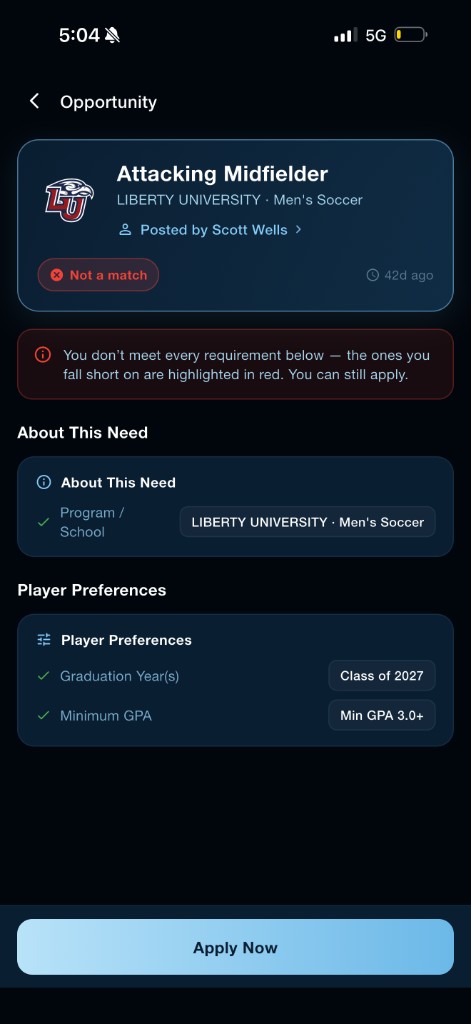 5:04
5G
Opportunity
LU
Attacking Midfielder
LIBERTY UNIVERSITY · Men's Soccer
Posted by Scott Wells
Not a match
42d ago
You don't meet every requirement below — the ones you
fall short on are highlighted in red. You can still apply.
About This Need
About This Need
Program /
School
LIBERTY UNIVERSITY · Men's Soccer
Player Preferences
Player Preferences
Graduation Year(s)
Class of 2027
Minimum GPA
Min GPA 3.0+
Apply Now